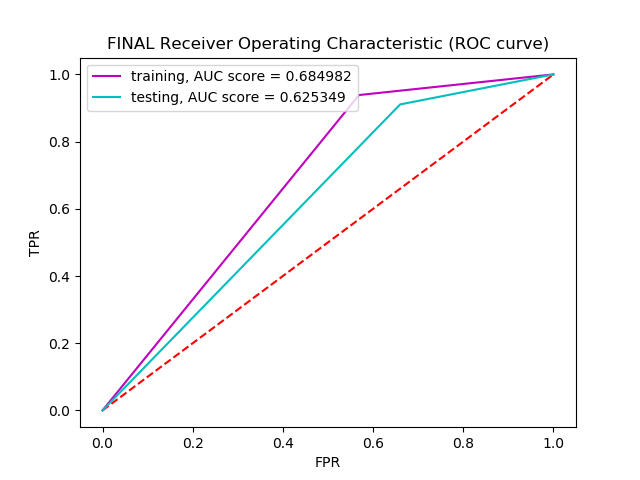 FINAL Receiver Operating Characteristic (ROC curve)
training, AUC score = 0.684982
testing, AUC score = 0.625349
1.0
0.8
0.6
0.4
0.2
0.0
TPR
0.0 0.2 0.4 0.6 0.8 1.0
FPR